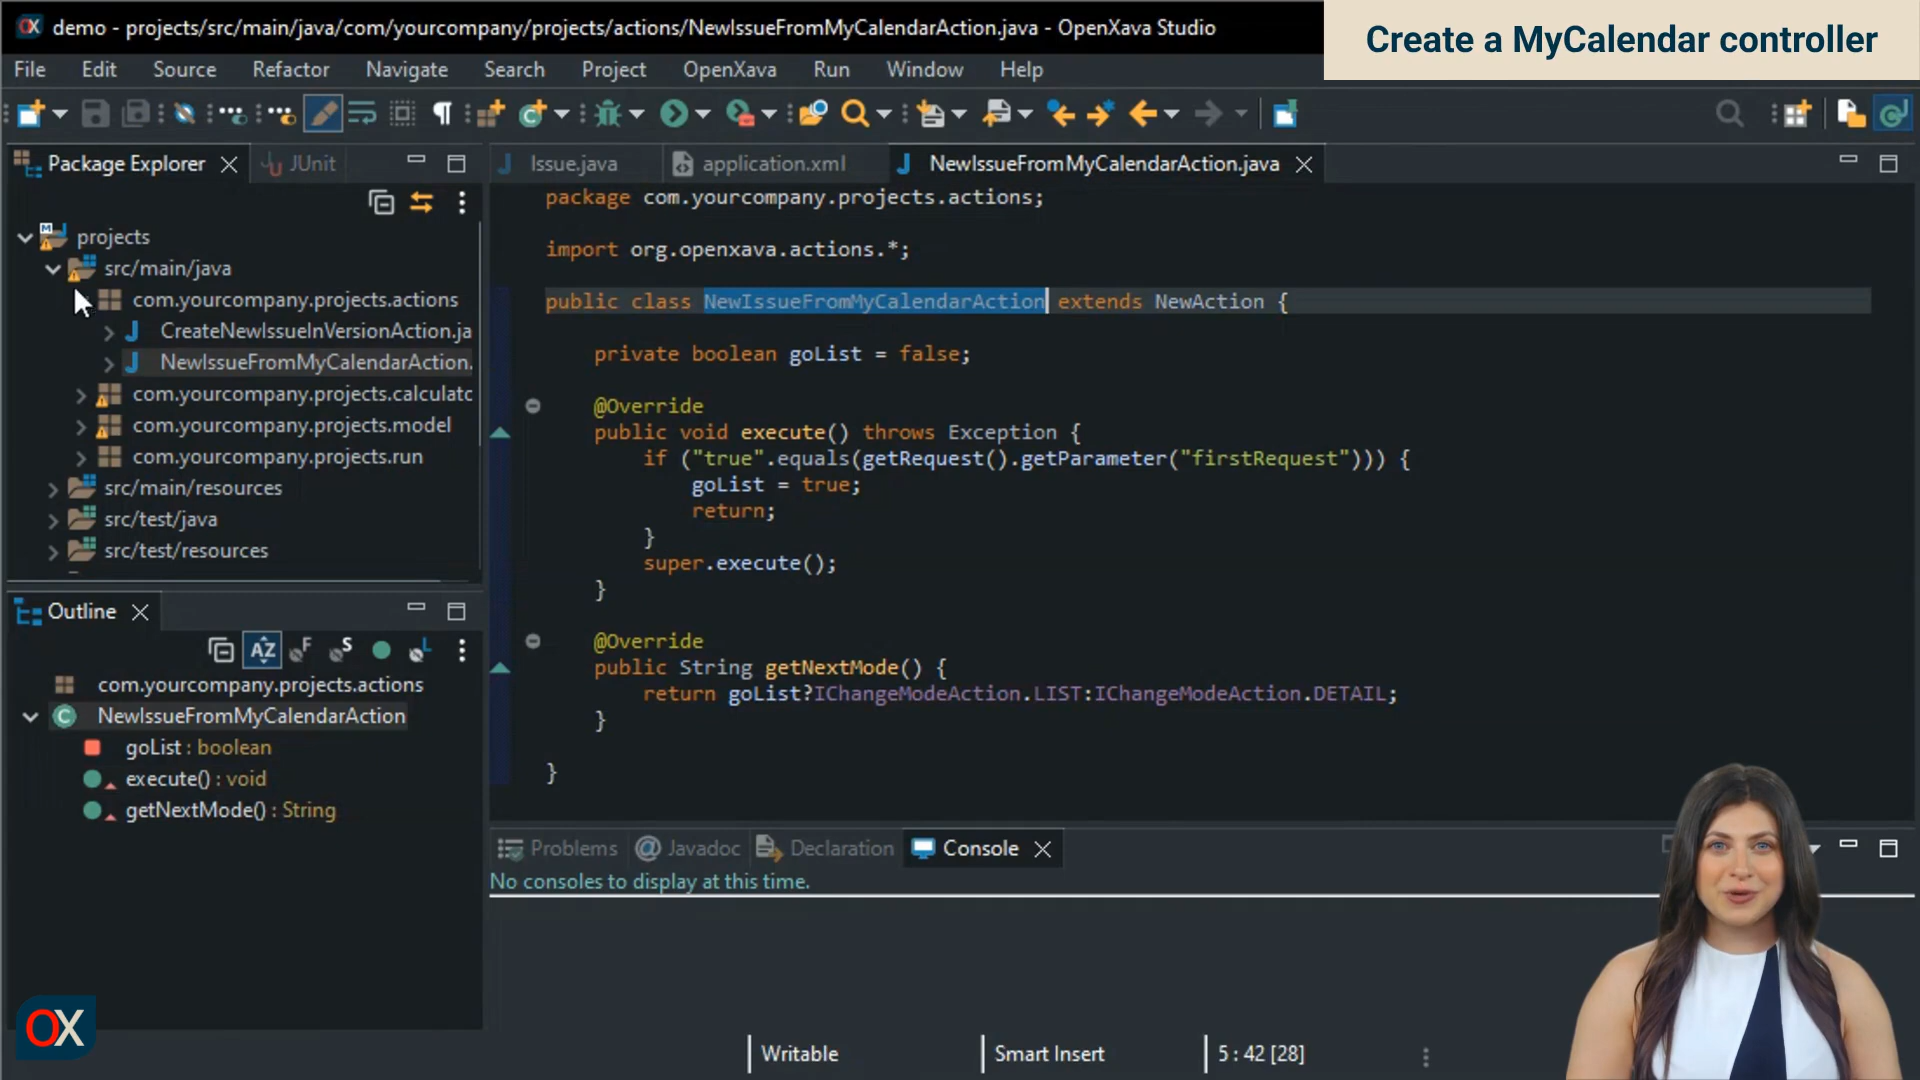 demo - projects/src/main/java/com/yourcompany/projects/actions/NewIssueFromMyCalendarAction.java - OpenXava Studio
Create a MyCalendar controller
File Edit Source Refactor Navigate Search Project OpenXava Run Window Help
Package Explorer
JUnit
projects
src/main/java
com.yourcompany.projects.actions
CreateNewIssueInVersionAction.ja
NewIssueFromMyCalendarAction.
com.yourcompany.projects.calculato
com.yourcompany.projects.model
com.yourcompany.projects.run
src/main/resources
src/test/java
src/test/resources
Outline
com.yourcompany.projects.actions
NewIssueFromMyCalendarAction
goList : boolean
execute() : void
getNextMode() : String
OX
Issue.java application.xml NewIssueFromMyCalendarAction.java
package com.yourcompany.projects.actions;
import org.openxava.actions.*;
public class NewIssueFromMyCalendarAction extends NewAction {
private boolean goList = false;
@Override
public void execute() throws Exception {
if ("true".equals(getRequest().getParameter("firstRequest"))) {
goList = true;
return;
}
super.execute();
}
@Override
public String getNextMode() {
return goList?IChangeModeAction.LIST:IChangeModeAction.DETAIL;
}
}
Problems Javadoc Declaration Console
No consoles to display at this time.
Writable Smart Insert 5 : 42 [28]